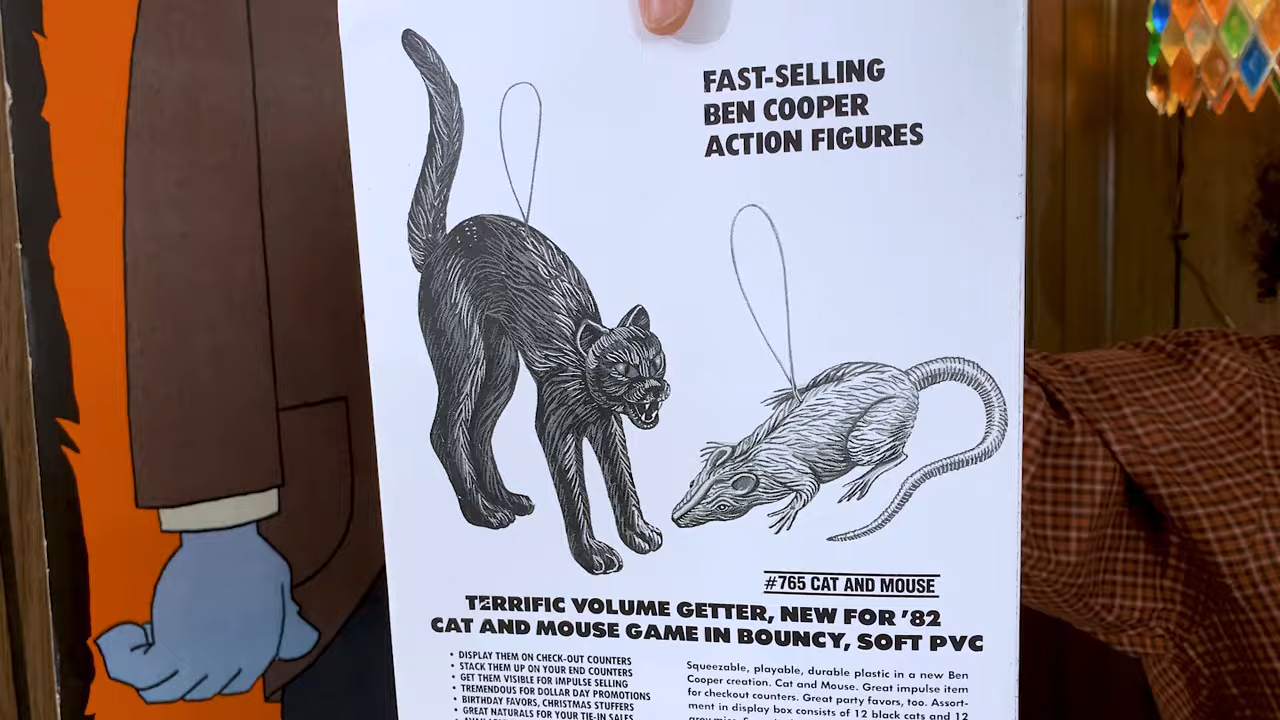 FAST-SELLING
BEN COOPER
ACTION FIGURES
#765 CAT AND MOUSE
TERRIFIC VOLUME GETTER, NEW FOR '82
CAT AND MOUSE GAME IN BOUNCY, SOFT PVC
• DISPLAY THEM ON CHECK-OUT COUNTERS
• STACK THEM UP ON YOUR END COUNTERS
• GET THEM VISIBLE FOR IMPULSE SELLING
• TREMENDOUS FOR DOLLAR DAY PROMOTIONS
• BIRTHDAY FAVORS, CHRISTMAS STUFFERS
• GREAT NATURALS FOR YOUR TIE-IN SALES
Squeezable, playable, durable plastic in a new Ben
Cooper creation. Cat and Mouse. Great impulse item
for checkout counters. Great party favors, too. Assort-
ment in display box consists of 12 black cats and 12